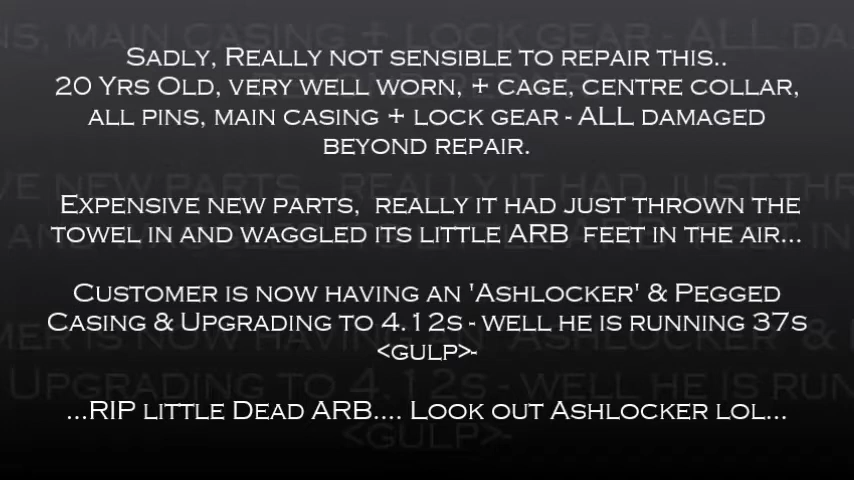 Sadly, Really not sensible to repair this..
20 Yrs Old, very well worn, + cage, centre collar,
all pins, main casing + lock gear - ALL damaged
beyond repair.
Expensive new parts, really it had just thrown the
towel in and waggled its little ARB feet in the air...
Customer is now having an 'Ashlocker' & Pegged
Casing & Upgrading to 4.12s - well he is running 37s
<gulp>-
...RIP little Dead ARB.... Look out Ashlocker lol...